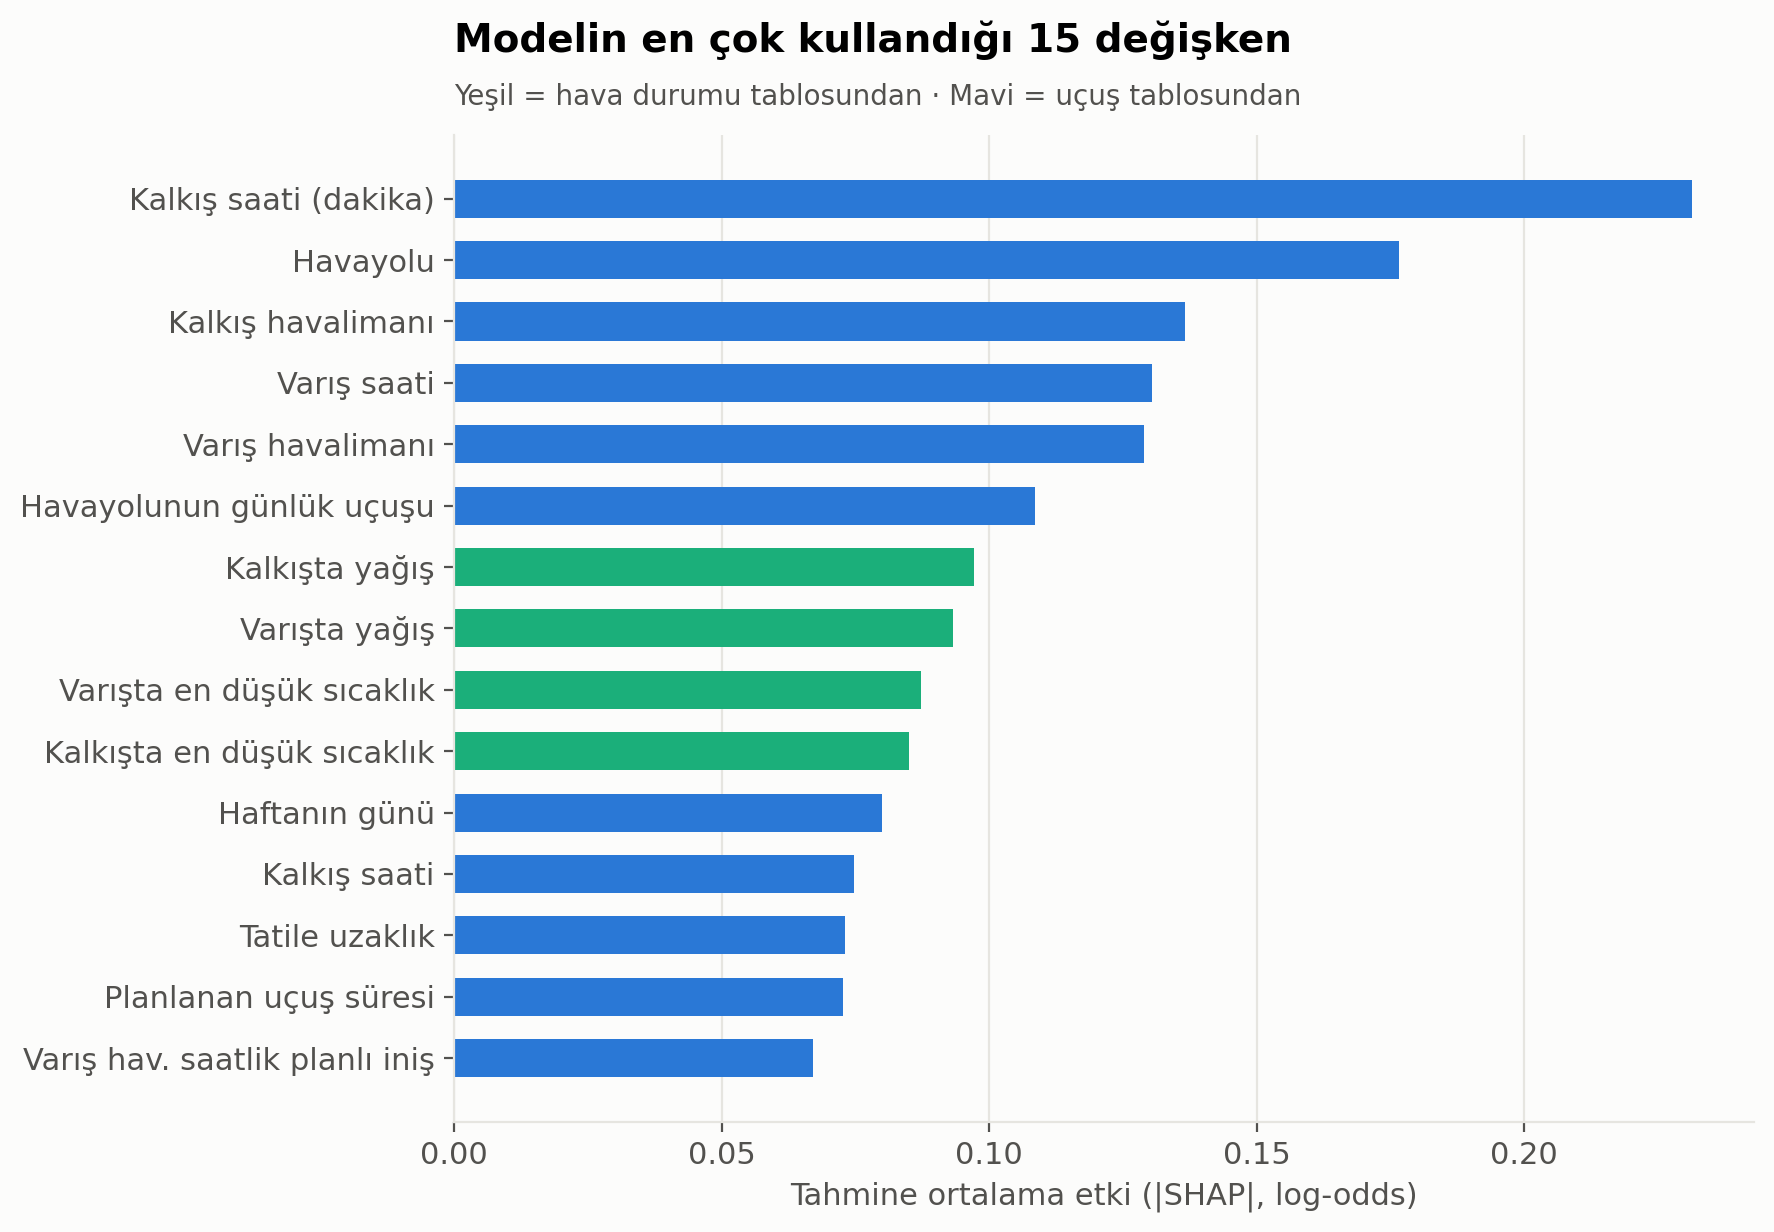 Modelin en çok kullandığı 15 değişken
Yeşil = hava durumu tablosundan · Mavi = uçuş tablosundan
Kalkış saati (dakika)
Havayolu
Kalkış havalimanı
Varış saati
Varış havalimanı
Havayolunun günlük uçuşu
Kalkışta yağış
Varışta yağış
Varışta en düşük sıcaklık
Kalkışta en düşük sıcaklık
Haftanın günü
Kalkış saati
Tatile uzaklık
Planlanan uçuş süresi
Varış hav. saatlik planlı iniş
0.00 0.05 0.10 0.15 0.20
Tahmine ortalama etki (|SHAP|, log-odds)